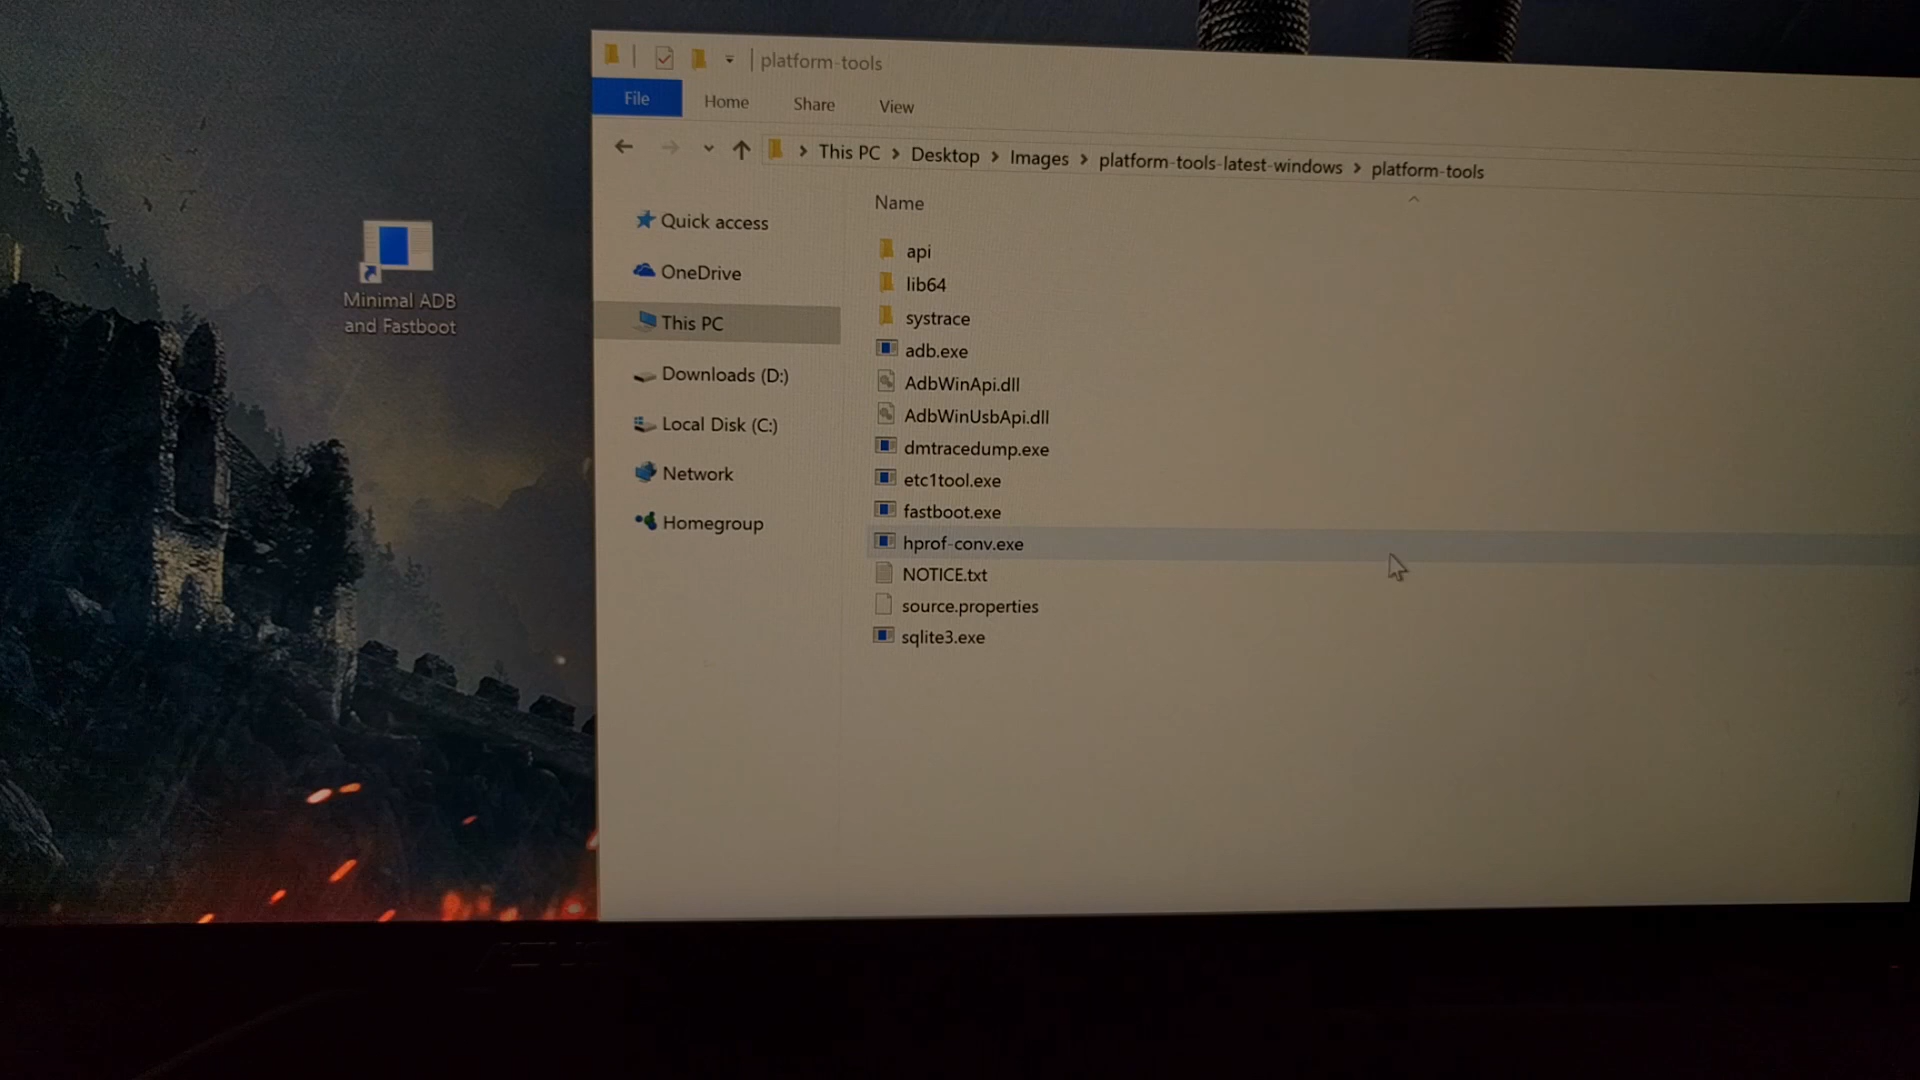 platform-tools
File Home Share View
This PC > Desktop > Images > platform-tools-latest-windows > platform-tools
Name
Quick access
OneDrive
This PC
Downloads (D:)
Local Disk (C:)
Network
Homegroup
api
lib64
systrace
adb.exe
AdbWinApi.dll
AdbWinUsbApi.dll
dmtracedump.exe
etc1tool.exe
fastboot.exe
hprof-conv.exe
NOTICE.txt
source.properties
sqlite3.exe
Minimal ADB
and Fastboot